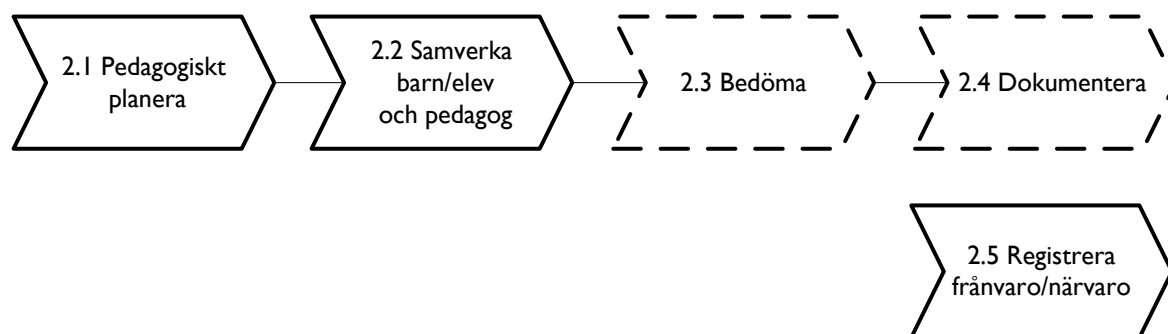 2.1 Pedagogiskt
planera
2.2 Samverka
barn/elev
och pedagog
2.3 Bedöma
2.4 Dokumentera
2.5 Registrera
frånvaro/närvaro